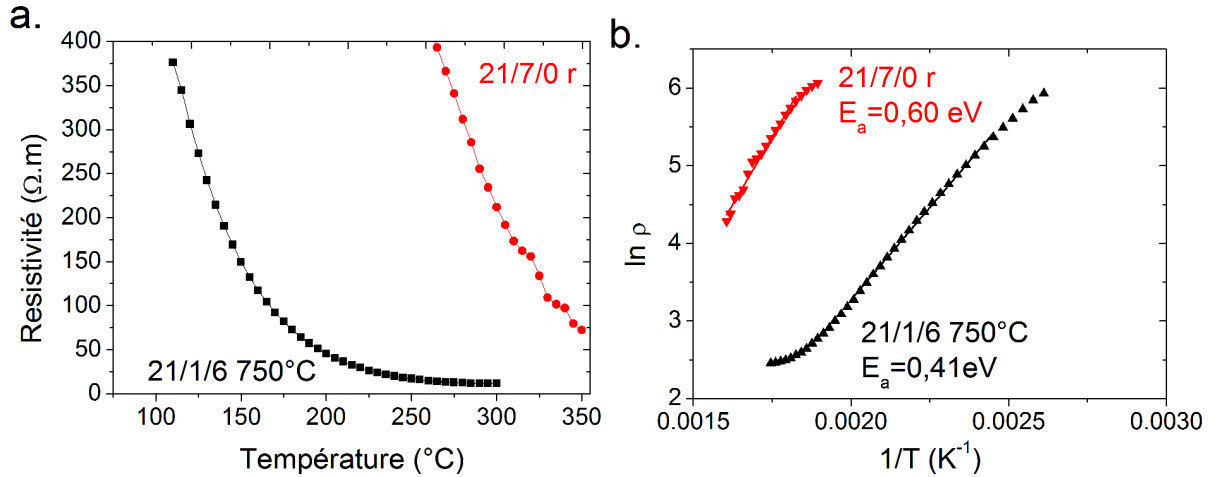 a.
400
350
300
250
200
150
100
50
0
Resistivité (Ω.m)
21/7/0 r
21/1/6 750°C
100
150
200
250
300
350
Température (°C)
b.
7
6
5
4
3
2
ln ρ
21/7/0 r
Eₐ=0,60 eV
21/1/6 750°C
Eₐ=0,41eV
0.0015
0.0020
0.0025
0.0030
1/T (K⁻¹)